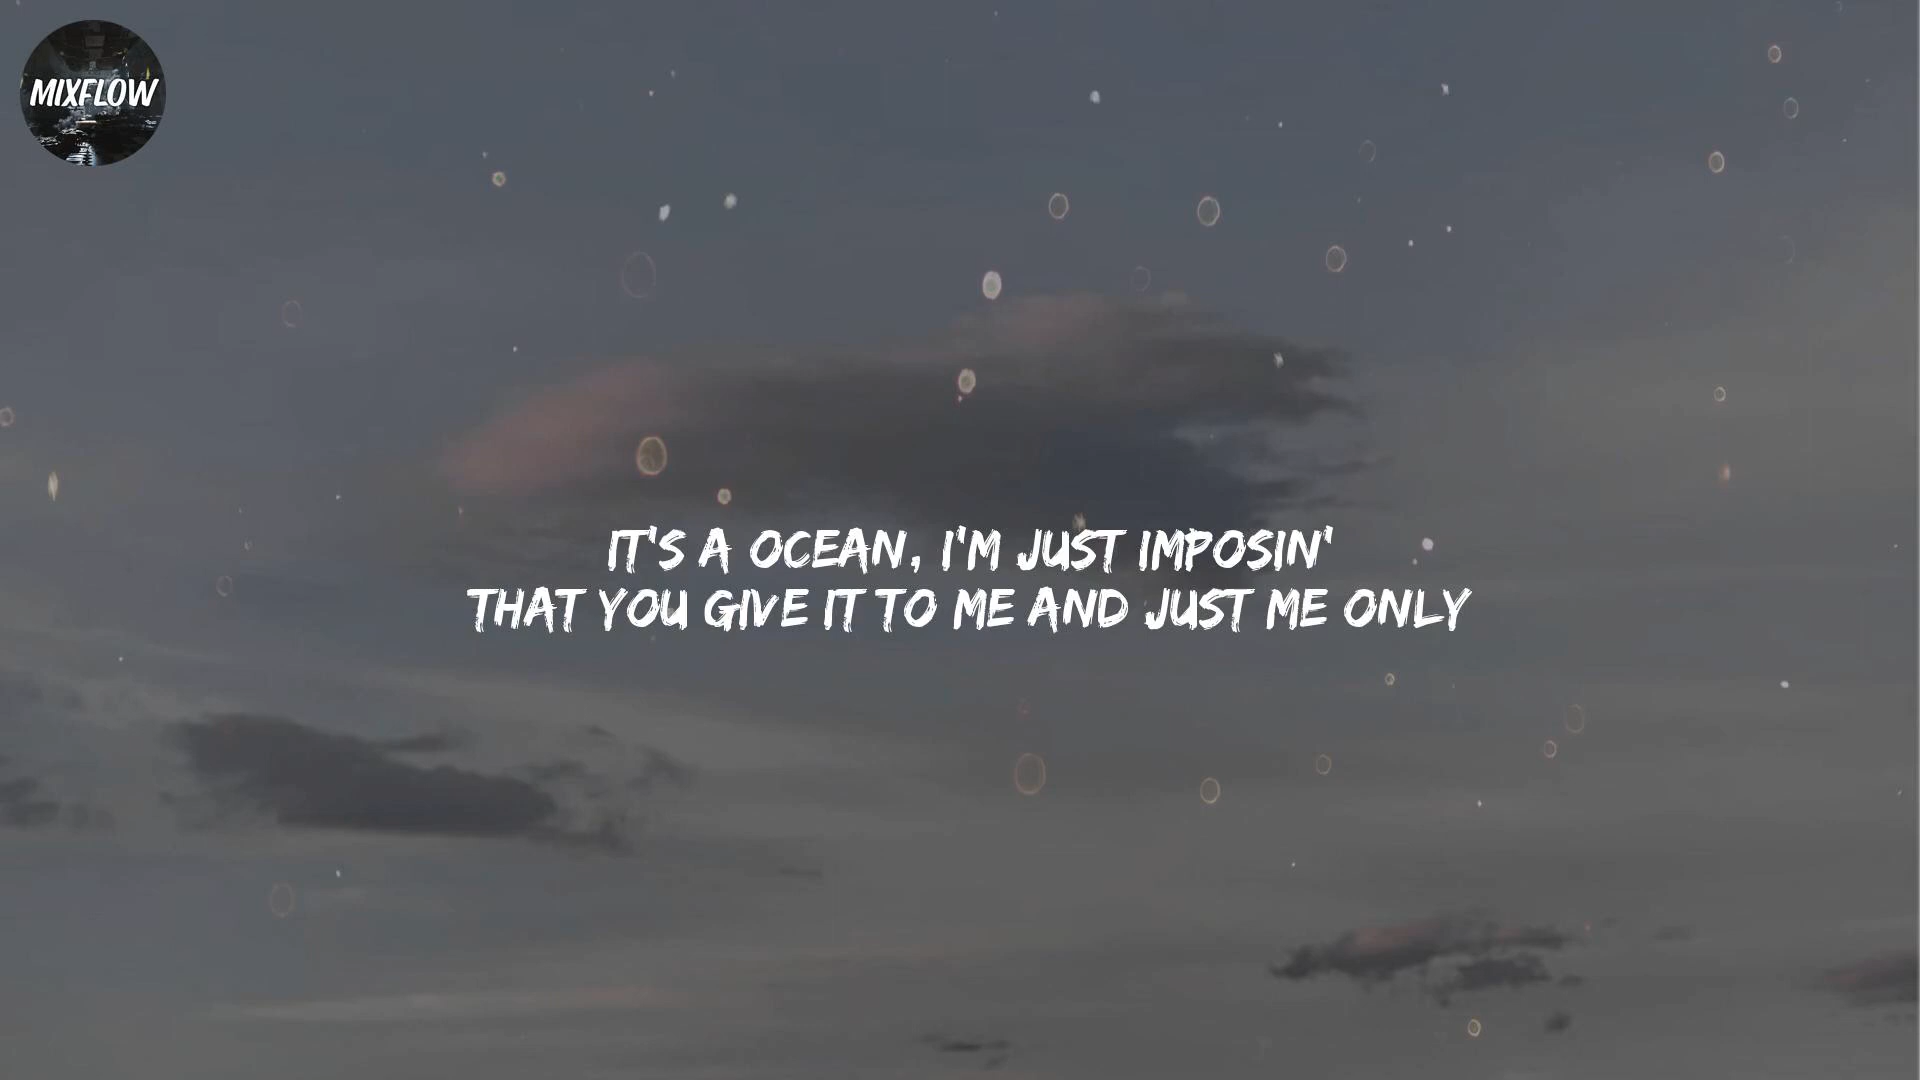 MIXFLOW
IT'S A OCEAN, I'M JUST IMPOSIN'
THAT YOU GIVE IT TO ME AND JUST ME ONLY